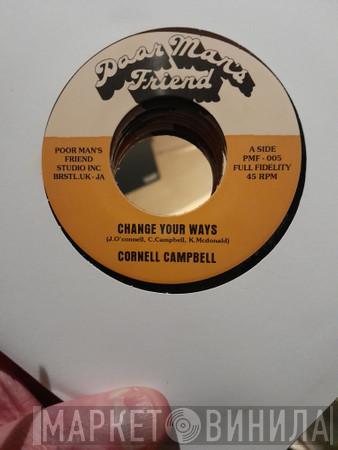 Poor Man's
Friend
POOR MAN'S
FRIEND
STUDIO INC
BRSTL.UK - JA
A SIDE
PMF - 005
FULL FIDELITY
45 RPM
CHANGE YOUR WAYS
(J.O'connell, C.Campbell, K.Mcdonald)
CORNELL CAMPBELL
МАРКЕТ ВИНИЛА